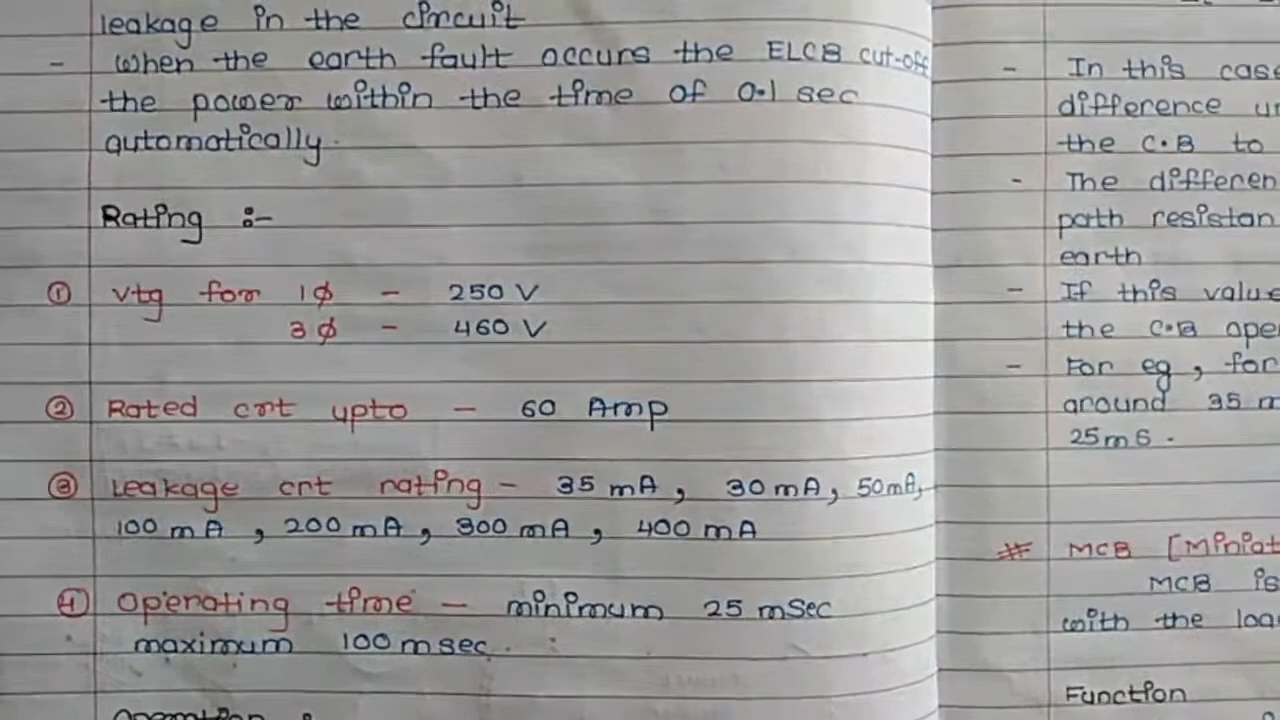 leakage in the circuit
- when the earth fault occurs the ELCB cut-off
the power within the time of 0.1 sec
automatically.
Rating :-
① Vtg for 1ϕ - 250 V
3ϕ - 460 V
② Rated crt upto - 60 Amp
③ Leakage crt rating - 35 mA, 30 mA, 50 mA,
100 mA, 200 mA, 300 mA, 400 mA
④ Operating time - minimum 25 msec
maximum 100 msec.
Operation :
- In this case
difference
the C.B to
- The differen
path resistan
earth
- If this value
the C.B ope
- For eg, for
around 35 m
25 mS.
# MCB [Miniat
MCB is
with the loa
Function